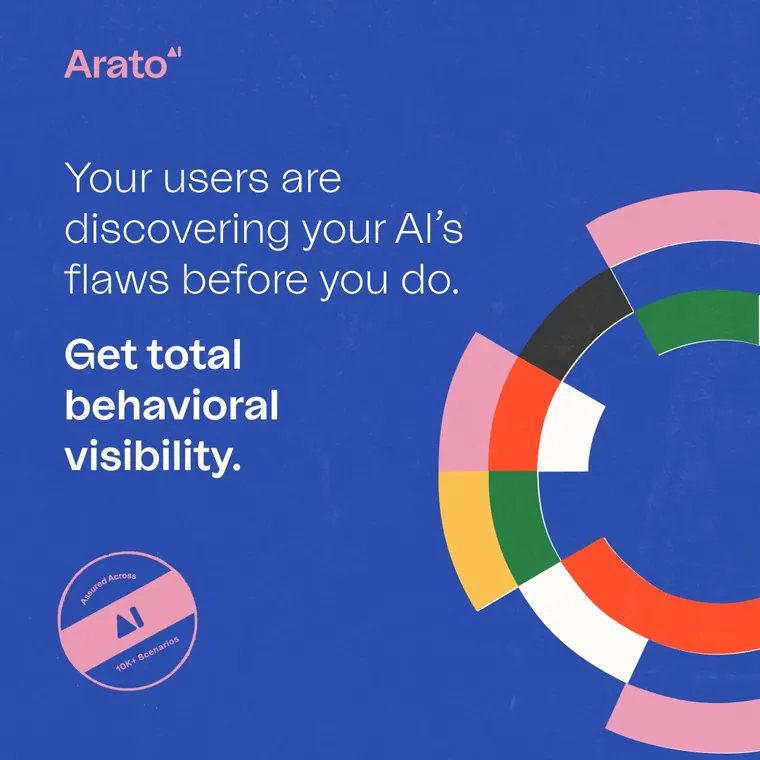 Arato AI
Your users are
discovering your AI’s
flaws before you do.
Get total
behavioral
visibility.
Assured Across
AI
10K+ Scenarios